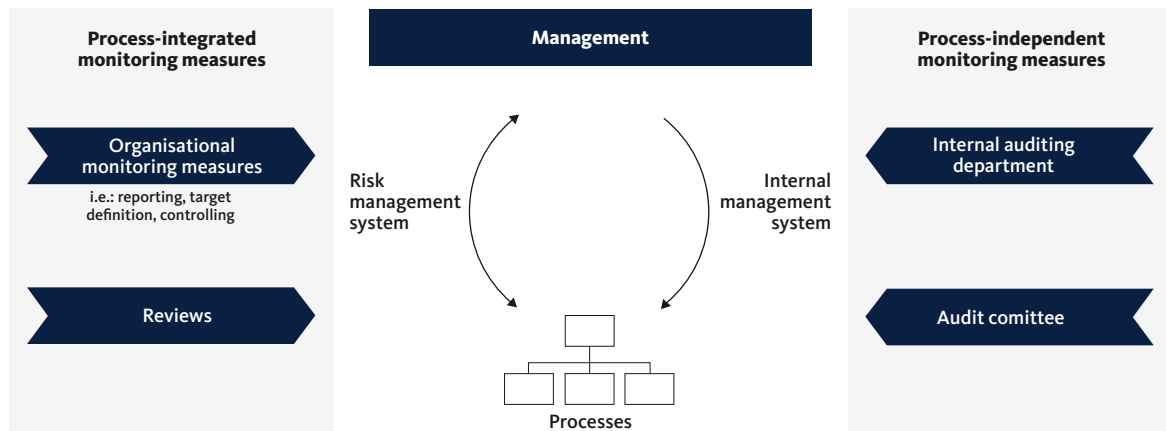 Process-integrated
monitoring measures
Organisational
monitoring measures
i.e.: reporting, target
definition, controlling
Reviews
Management
Risk
management
system
Internal
management
system
Processes
Process-independent
monitoring measures
Internal auditing
department
Audit comittee